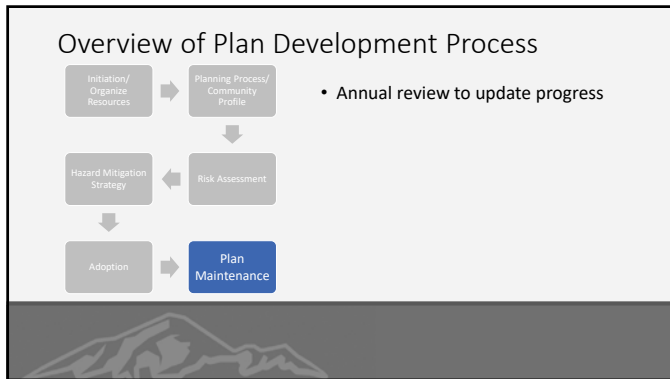 Overview of Plan Development Process
Initiation/
Organize
Resources
Planning Process/
Community
Profile
• Annual review to update progress
Hazard Mitigation
Strategy
Risk Assessment
Adoption
Plan
Maintenance